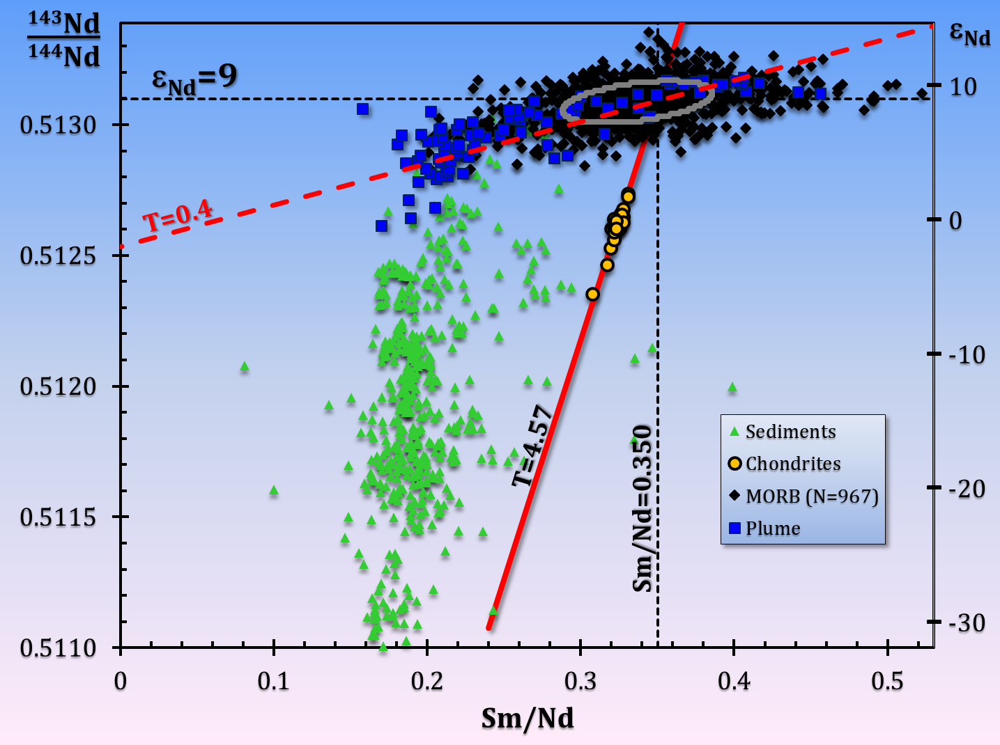 143Nd
144Nd
εNd
εNd=9
10
0.5130
T=0.4
0
0.5125
-10
0.5120
T=4.57
Sm/Nd=0.350
Sediments
Chondrites
MORB (N=967)
Plume
-20
0.5115
-30
0.5110
0
0.1
0.2
0.3
0.4
0.5
Sm/Nd